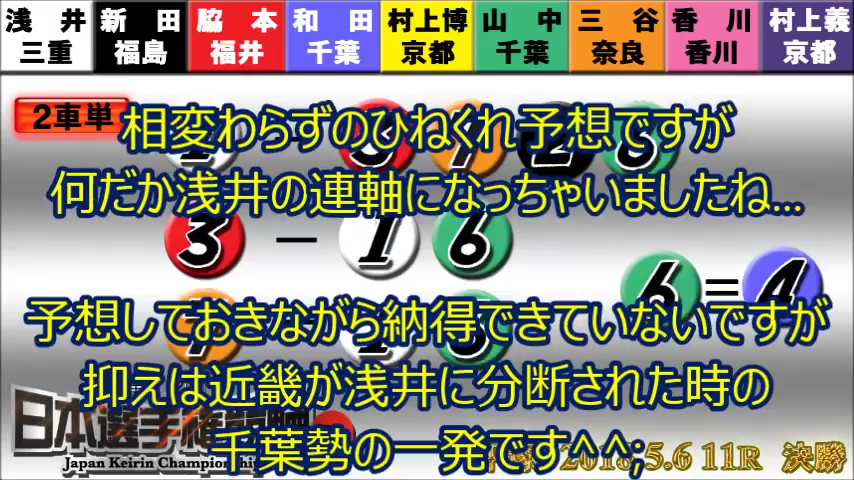 浅井 新田 脇本 和田 村上博 山中 三谷 香川 村上義
三重 福島 福井 千葉 京都 千葉 奈良 香川 京都
2車単
相変わらずのひねくれ予想ですが
何だか浅井の連軸になっちゃいましたね...
3 － 1 6
6 = 4
予想しておきながら納得できていないですが
抑えは近畿が浅井に分断された時の
千葉勢の一発です^ ^;
日本選手権競輪
Japan Keirin Championship
5.6 11R 決勝